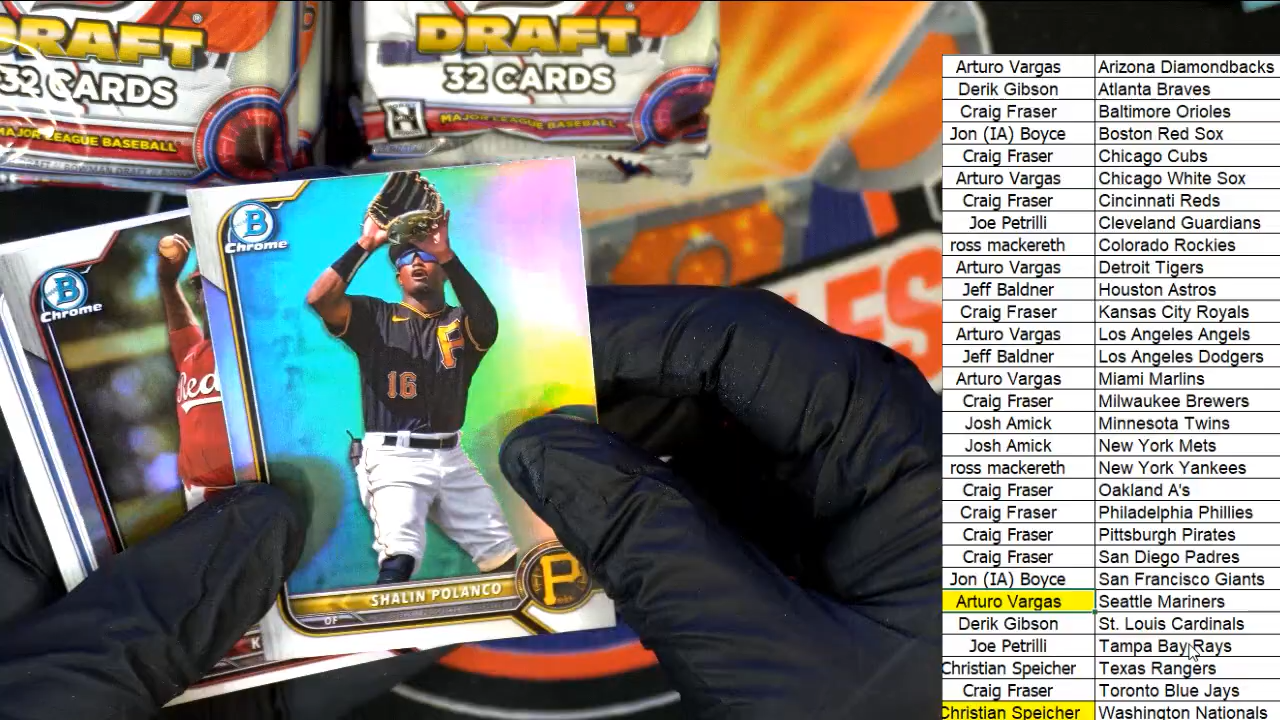 DRAFT
32 CARDS
MAJOR LEAGUE BASEBALL
DRAFT
32 CARDS
MAJOR LEAGUE BASEBALL
B
Chrome
Red
B
Chrome
F
16
SHALIN POLANCO
OF
P
LES
Arturo Vargas Arizona Diamondbacks
Derik Gibson Atlanta Braves
Craig Fraser Baltimore Orioles
Jon (IA) Boyce Boston Red Sox
Craig Fraser Chicago Cubs
Arturo Vargas Chicago White Sox
Craig Fraser Cincinnati Reds
Joe Petrilli Cleveland Guardians
ross mackereth Colorado Rockies
Arturo Vargas Detroit Tigers
Jeff Baldner Houston Astros
Craig Fraser Kansas City Royals
Arturo Vargas Los Angeles Angels
Jeff Baldner Los Angeles Dodgers
Arturo Vargas Miami Marlins
Craig Fraser Milwaukee Brewers
Josh Amick Minnesota Twins
Josh Amick New York Mets
ross mackereth New York Yankees
Craig Fraser Oakland A's
Craig Fraser Philadelphia Phillies
Craig Fraser Pittsburgh Pirates
Craig Fraser San Diego Padres
Jon (IA) Boyce San Francisco Giants
Arturo Vargas Seattle Mariners
Derik Gibson St. Louis Cardinals
Joe Petrilli Tampa Bay Rays
Christian Speicher Texas Rangers
Craig Fraser Toronto Blue Jays
Christian Speicher Washington Nationals